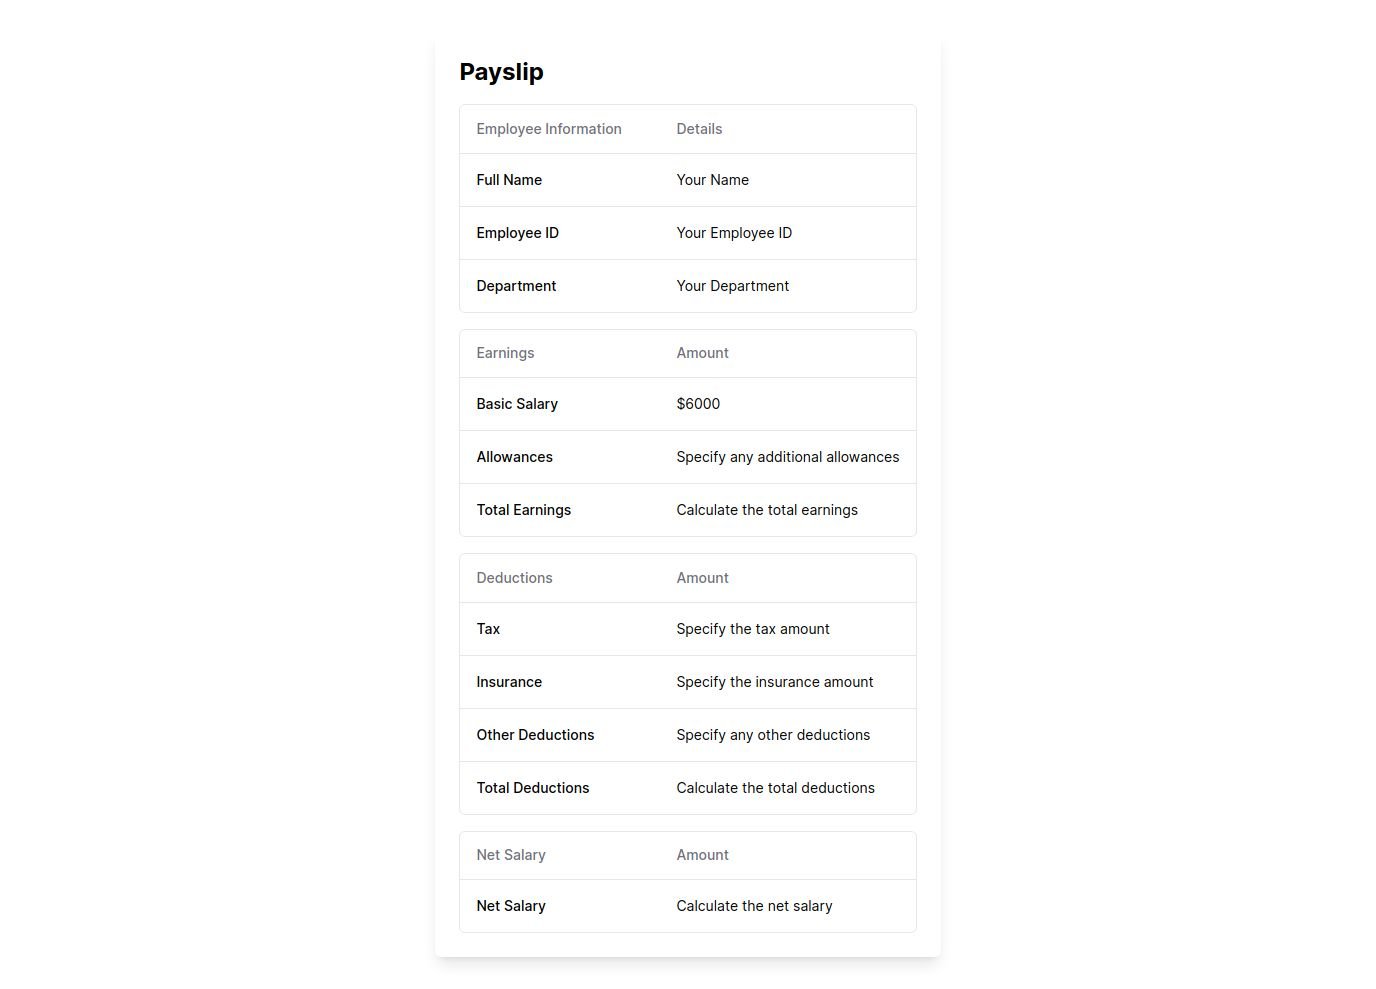 Payslip
Employee Information Details
Full Name Your Name
Employee ID Your Employee ID
Department Your Department
Earnings Amount
Basic Salary $6000
Allowances Specify any additional allowances
Total Earnings Calculate the total earnings
Deductions Amount
Tax Specify the tax amount
Insurance Specify the insurance amount
Other Deductions Specify any other deductions
Total Deductions Calculate the total deductions
Net Salary Amount
Net Salary Calculate the net salary